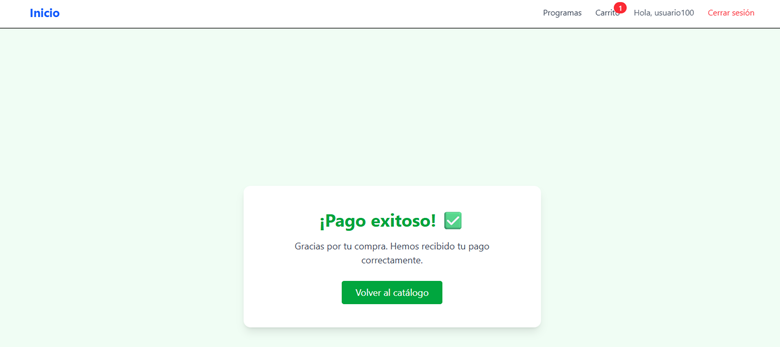 Inicio
Programas
Carrito
1
Hola, usuario100
Cerrar sesión
¡Pago exitoso! ✅
Gracias por tu compra. Hemos recibido tu pago
correctamente.
Volver al catálogo